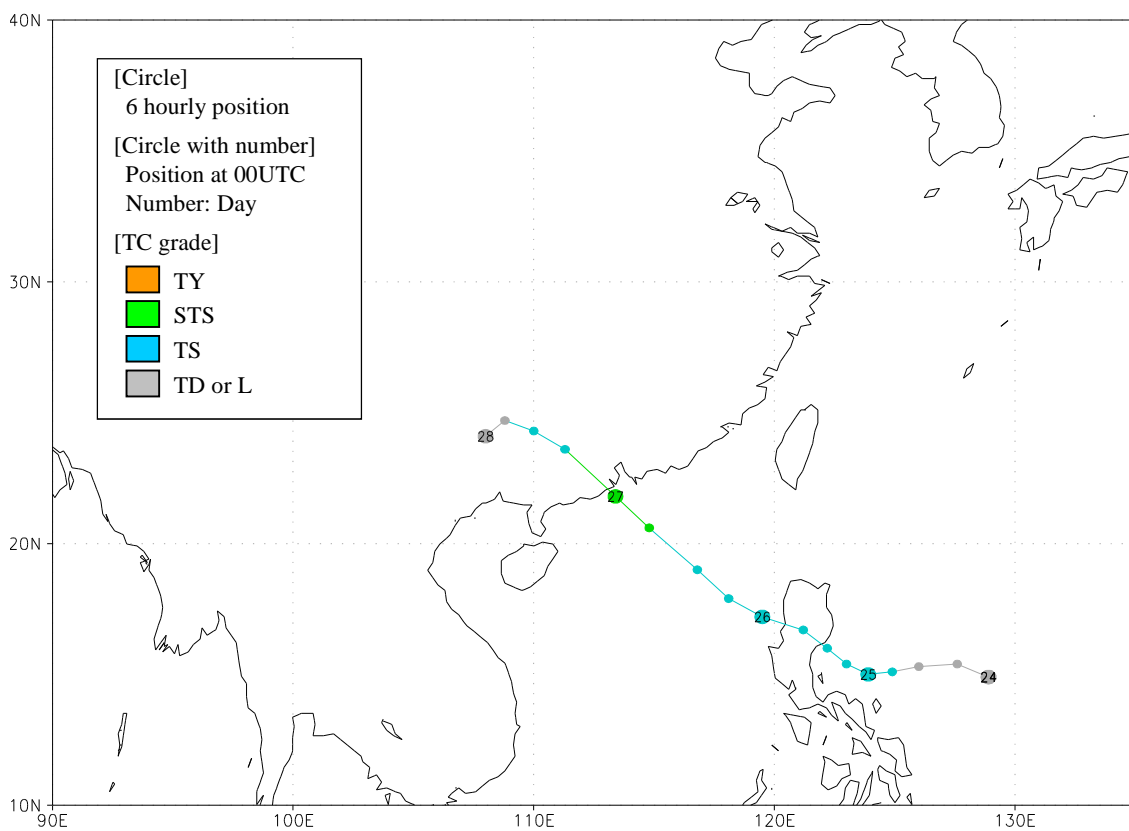 40N
[Circle]
6 hourly position
[Circle with number]
Position at 00UTC
Number: Day
[TC grade]
TY
STS
TS
TD or L
30N
28
27
20N
26
25
24
10N
90E 100E 110E 120E 130E